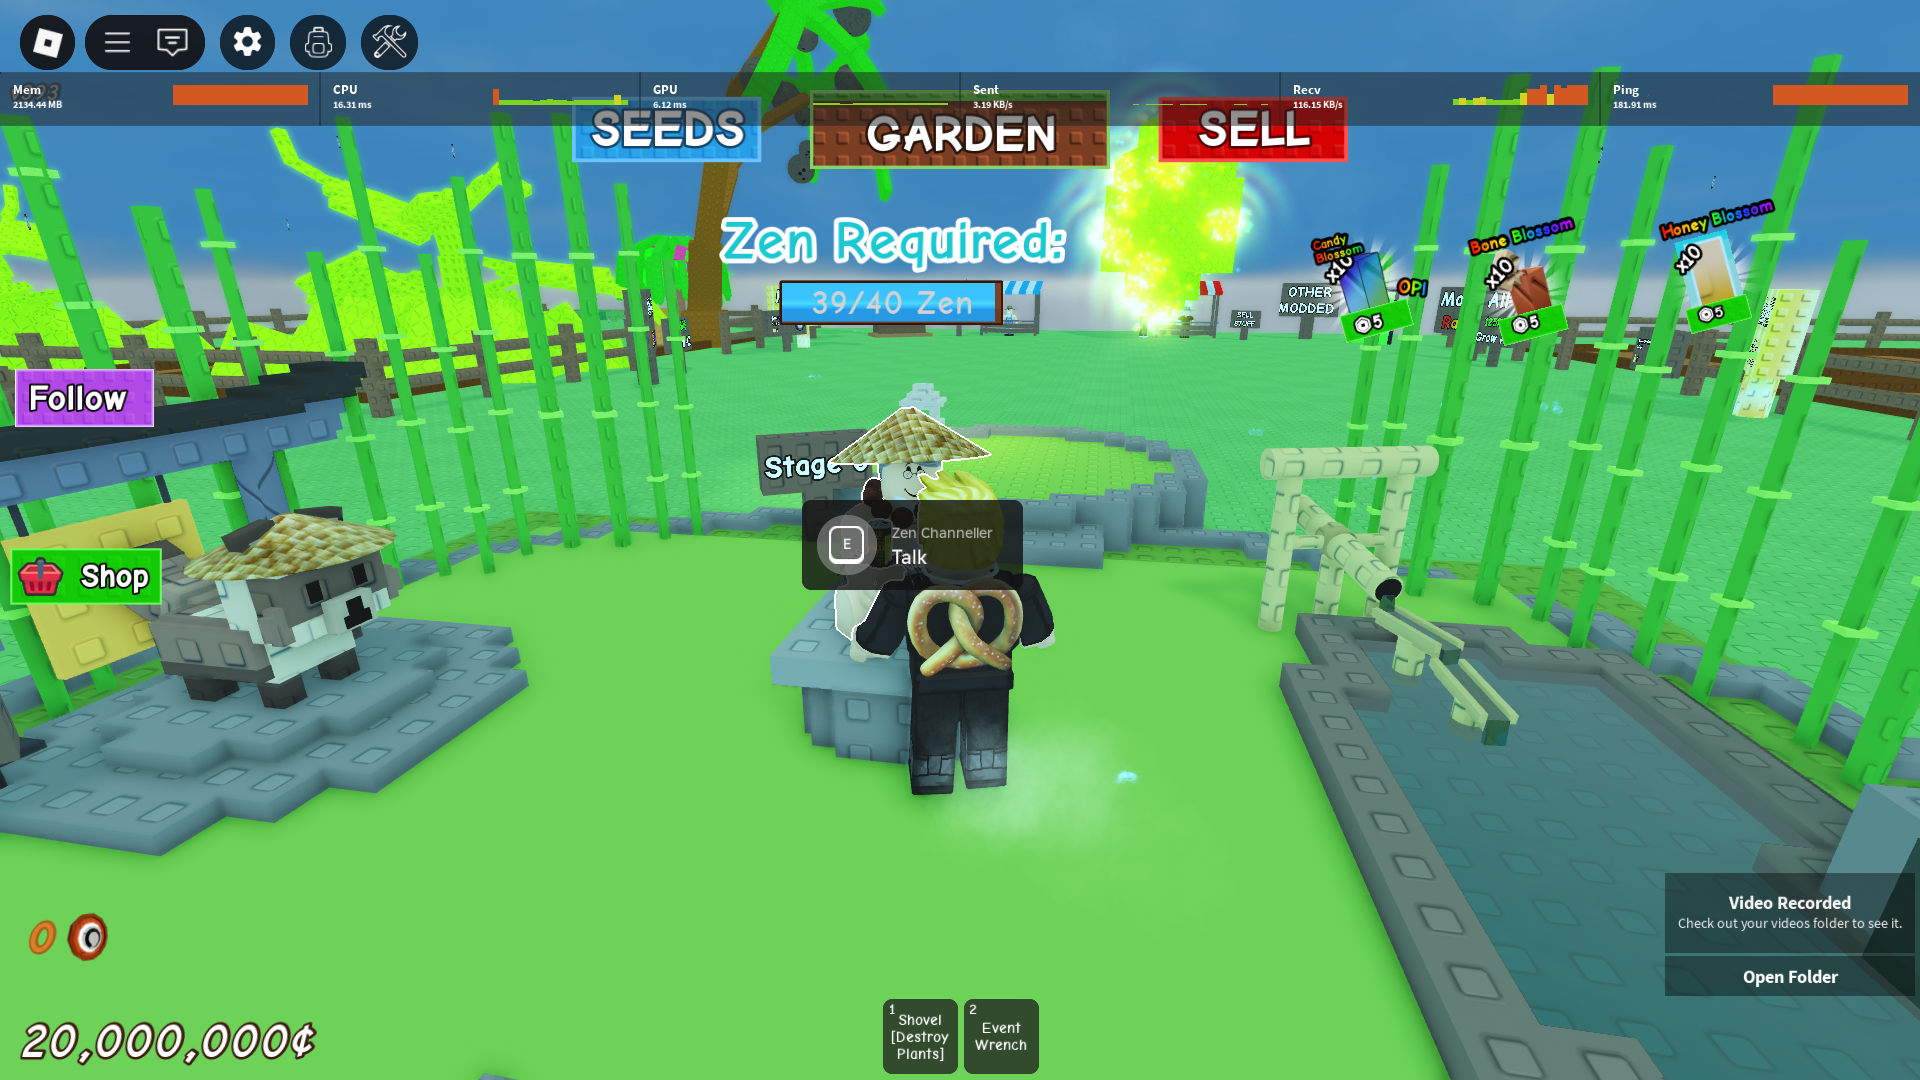 Mem
2134.44 MB
CPU
16.31 ms
GPU
6.12 ms
Sent
3.19 KB/s
Recv
116.15 KB/s
Ping
181.91 ms
SEEDS
GARDEN
SELL
Zen Required:
39/40 Zen
Candy
Blossom
x10
OP!
5
Bone Blossom
x10
5
Honey Blossom
x10
5
OTHER
MODDED
SELL
STUFF
Follow
Stage
E
Zen Channeller
Talk
Shop
0
20,000,000¢
1
Shovel
[Destroy
Plants]
2
Event
Wrench
Video Recorded
Check out your videos folder to see it.
Open Folder